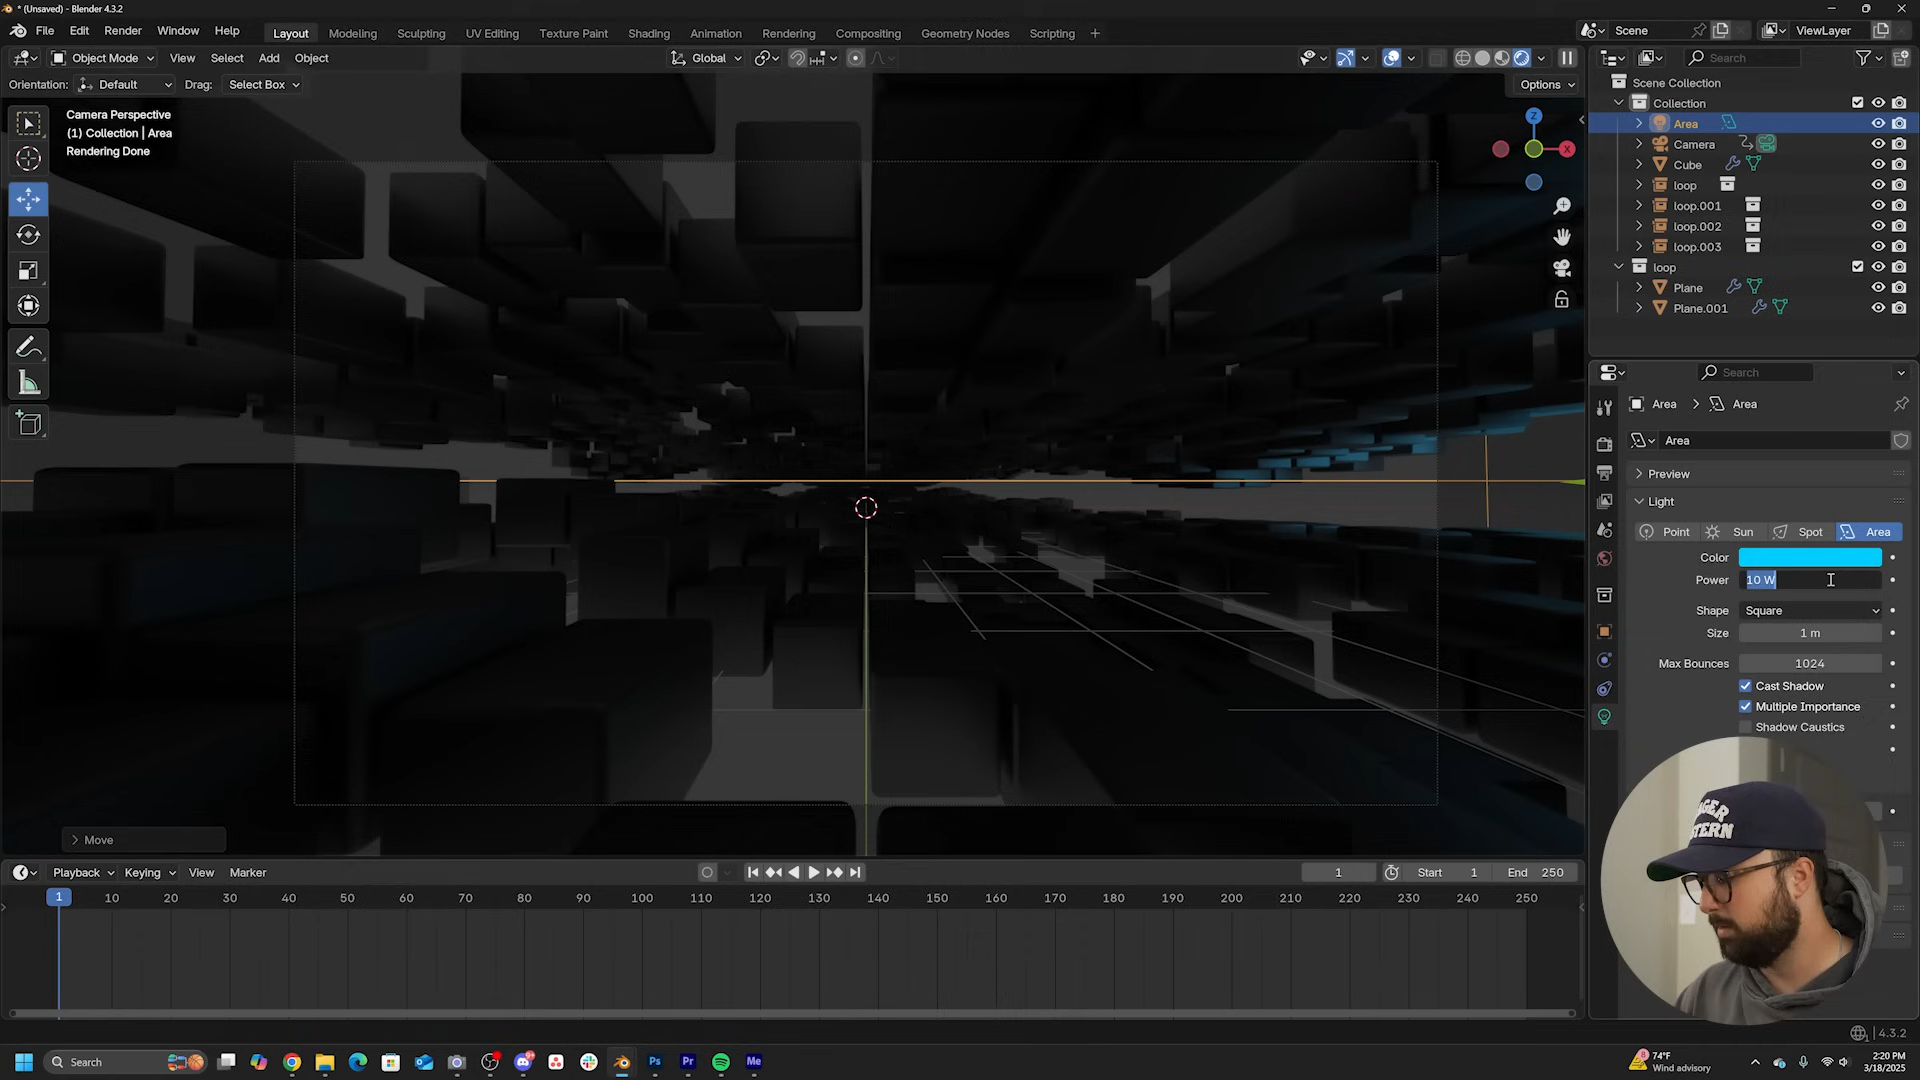 * (Unsaved) - Blender 4.3.2
File Edit Render Window Help
Layout Modeling Sculpting UV Editing Texture Paint Shading Animation Rendering Compositing Geometry Nodes Scripting +
Scene
ViewLayer
Object Mode View Select Add Object
Global
Search
Orientation: Default Drag: Select Box
Options
Camera Perspective
(1) Collection | Area
Rendering Done
Z
X
Scene Collection
Collection
Area
Camera
Cube
loop
loop.001
loop.002
loop.003
loop
Plane
Plane.001
Search
Area > Area
Area
Preview
Light
Point Sun Spot Area
Color
Power 10 W
Shape Square
Size 1 m
Max Bounces 1024
Cast Shadow
Multiple Importance
Shadow Caustics
Move
Playback Keying View Marker
1 Start 1 End 250
1 10 20 30 40 50 60 70 80 90 100 110 120 130 140 150 160 170 180 190 200 210 220 230 240 250
4.3.2
Search
Ps Pr Me
74°F
Wind advisory
2:20 PM
3/18/2025